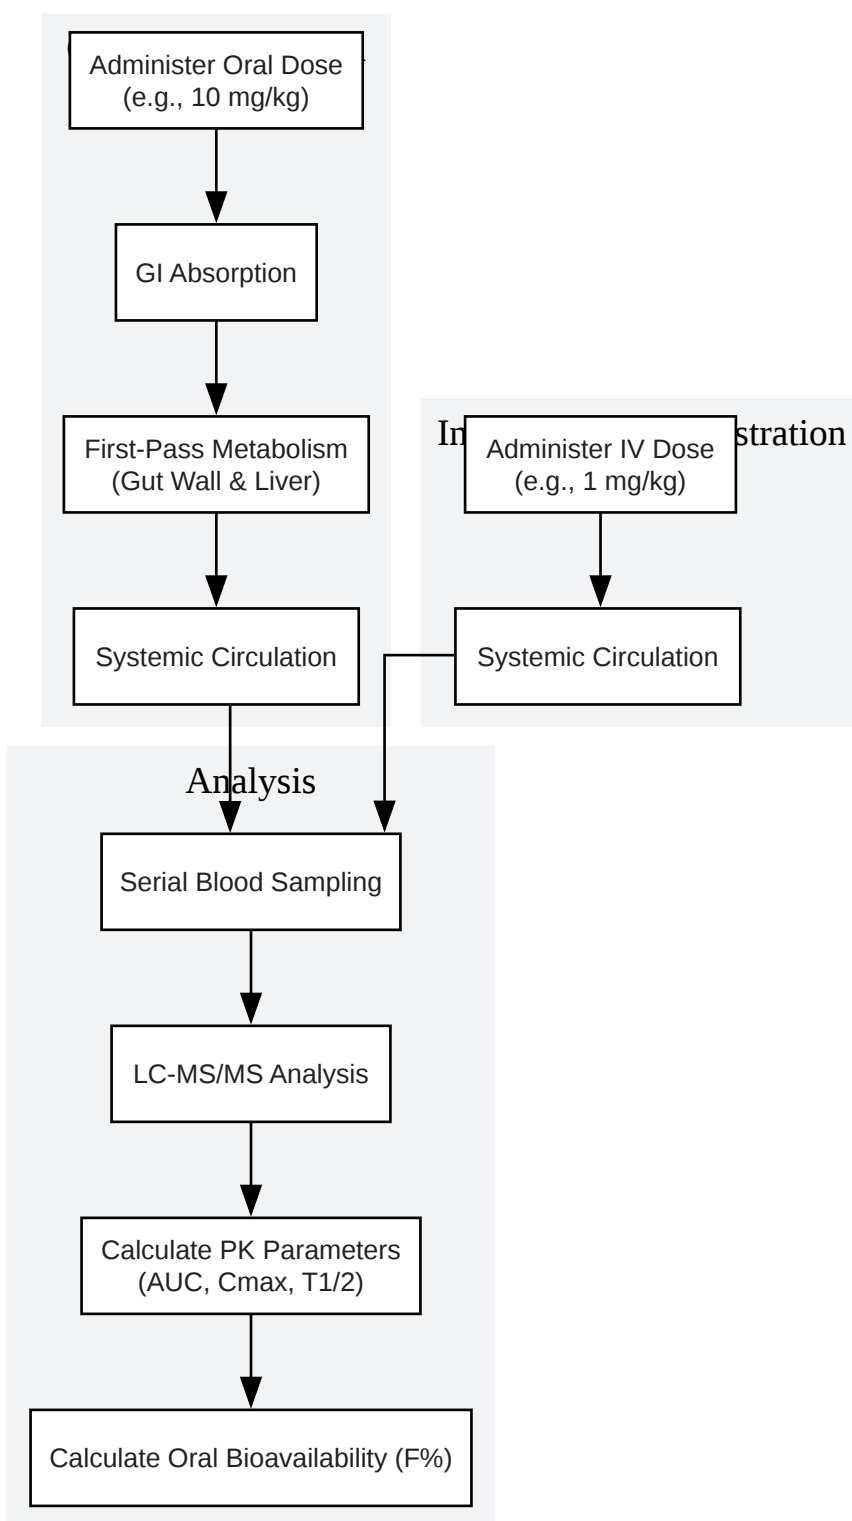 Administer Oral Dose
(e.g., 10 mg/kg)
GI Absorption
First-Pass Metabolism
(Gut Wall & Liver)
Administer IV Dose
(e.g., 1 mg/kg)
Systemic Circulation
Systemic Circulation
Analysis
Serial Blood Sampling
LC-MS/MS Analysis
Calculate PK Parameters
(AUC, Cmax, T1/2)
Calculate Oral Bioavailability (F%)